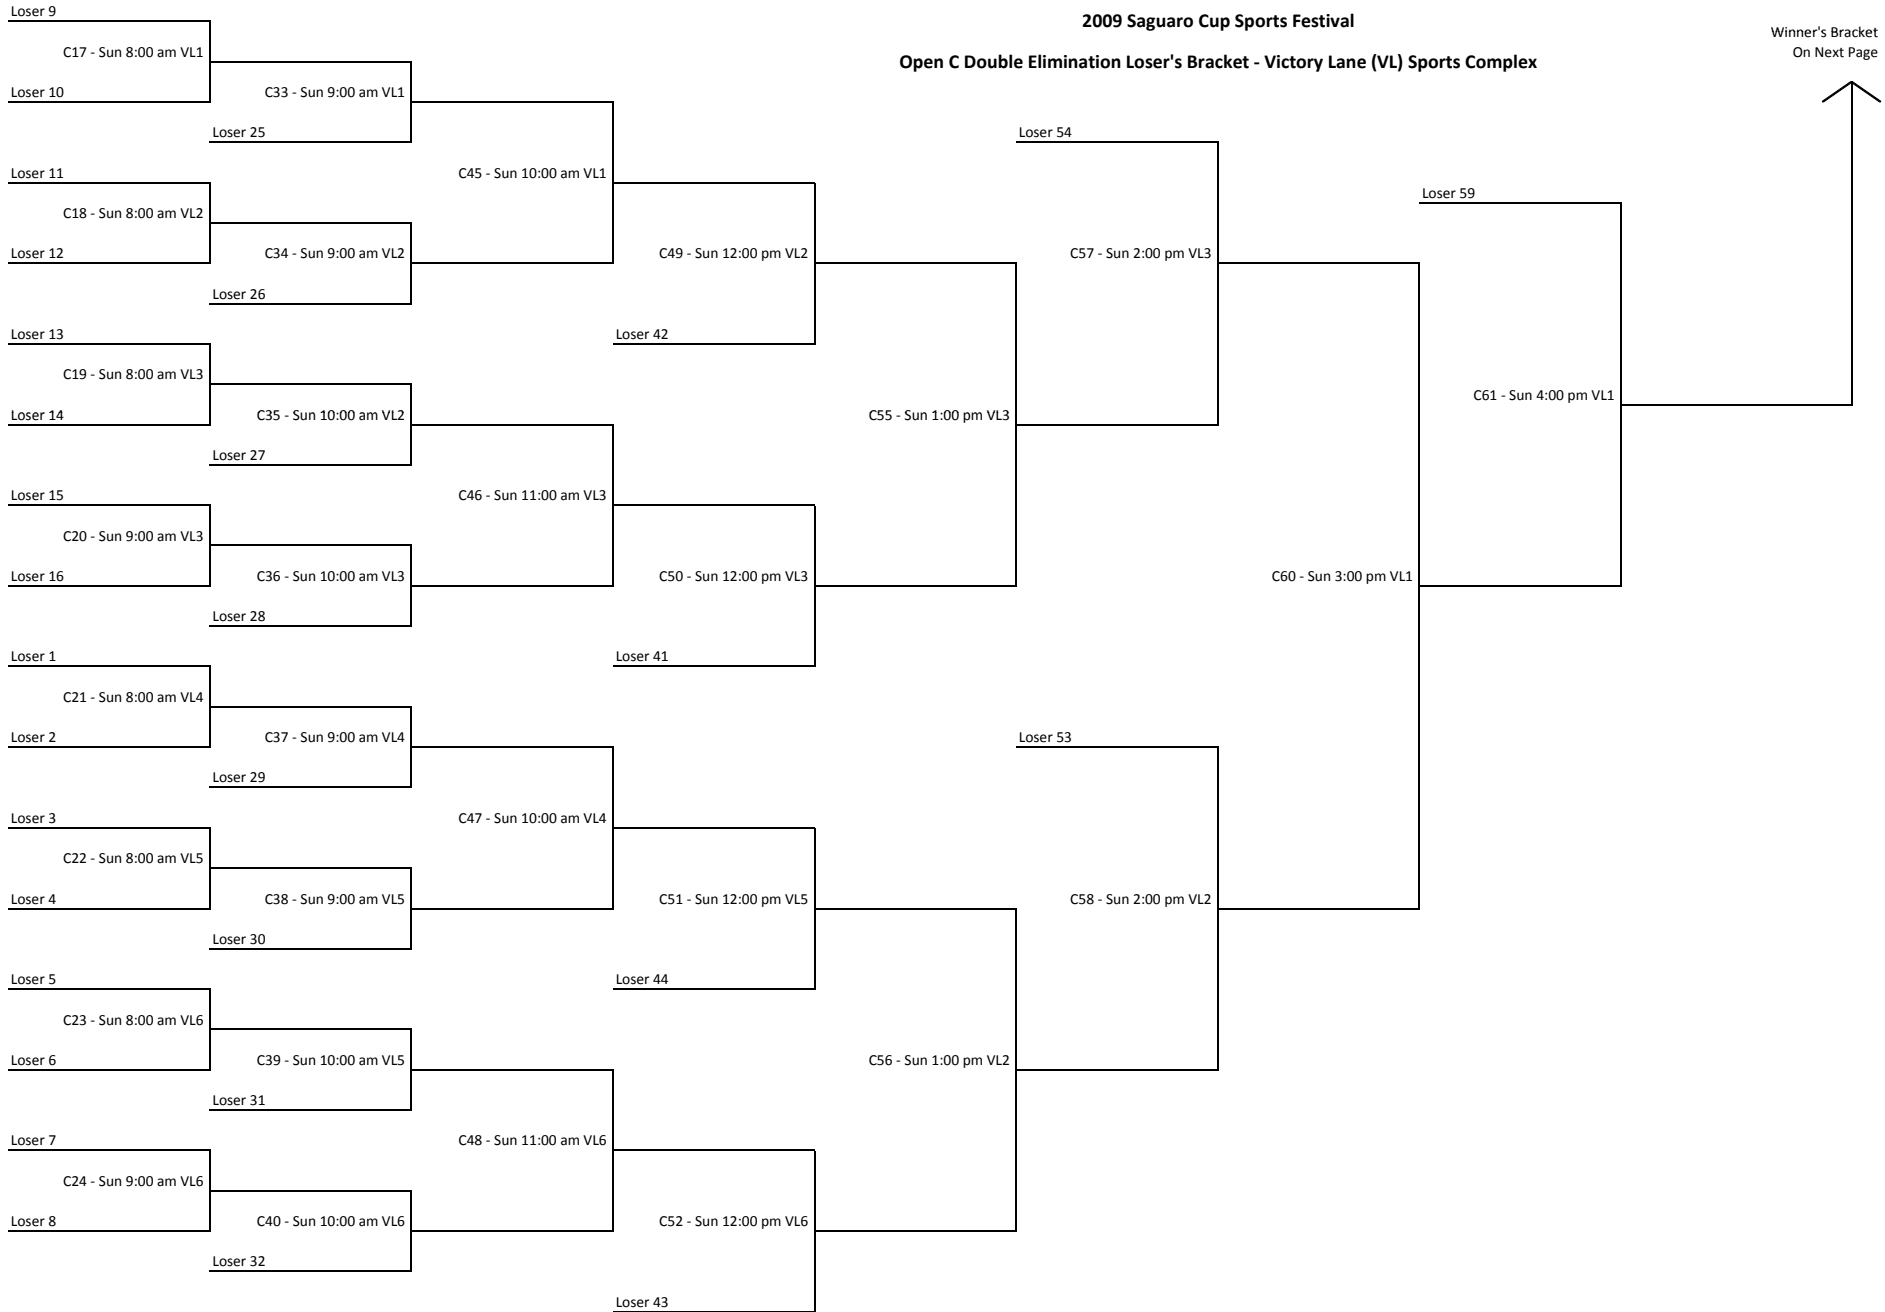 2009 Saguaro Cup Sports Festival
Open C Double Elimination Loser's Bracket - Victory Lane (VL) Sports Complex
Winner's Bracket
On Next Page
Loser 9
C17 - Sun 8:00 am VL1
Loser 10
C33 - Sun 9:00 am VL1
Loser 25
Loser 11
C45 - Sun 10:00 am VL1
C18 - Sun 8:00 am VL2
Loser 12
C34 - Sun 9:00 am VL2
Loser 26
C49 - Sun 12:00 pm VL2
Loser 42
Loser 13
C19 - Sun 8:00 am VL3
Loser 14
C35 - Sun 10:00 am VL2
Loser 27
Loser 15
C46 - Sun 11:00 am VL3
C20 - Sun 9:00 am VL3
Loser 16
C36 - Sun 10:00 am VL3
Loser 28
C50 - Sun 12:00 pm VL3
Loser 41
C55 - Sun 1:00 pm VL3
Loser 54
C57 - Sun 2:00 pm VL3
Loser 59
C61 - Sun 4:00 pm VL1
C60 - Sun 3:00 pm VL1
Loser 1
C21 - Sun 8:00 am VL4
Loser 2
C37 - Sun 9:00 am VL4
Loser 29
Loser 3
C47 - Sun 10:00 am VL4
C22 - Sun 8:00 am VL5
Loser 4
C38 - Sun 9:00 am VL5
Loser 30
C51 - Sun 12:00 pm VL5
Loser 44
Loser 53
C58 - Sun 2:00 pm VL2
Loser 5
C23 - Sun 8:00 am VL6
Loser 6
C39 - Sun 10:00 am VL5
Loser 31
C56 - Sun 1:00 pm VL2
Loser 7
C48 - Sun 11:00 am VL6
C24 - Sun 9:00 am VL6
Loser 8
C40 - Sun 10:00 am VL6
Loser 32
C52 - Sun 12:00 pm VL6
Loser 43